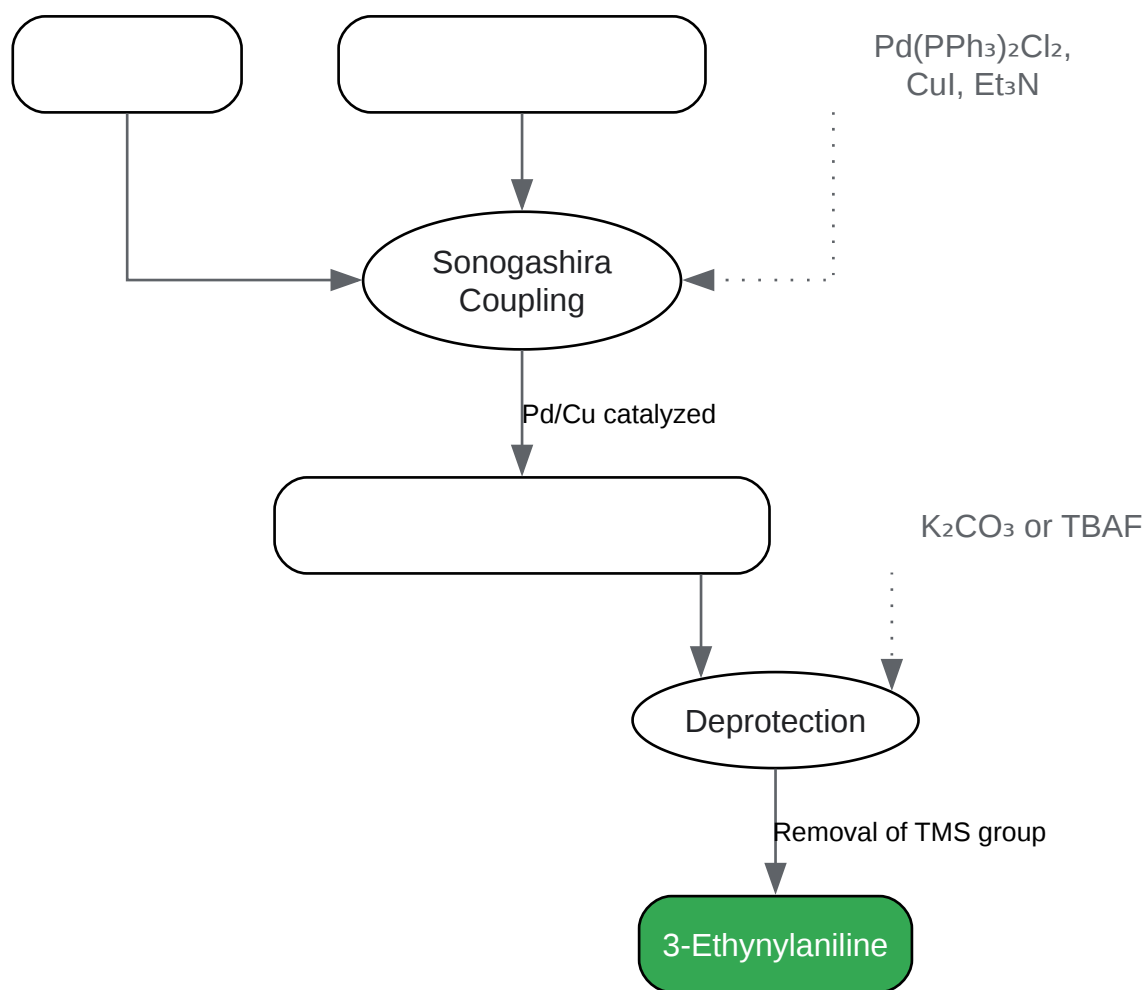 Pd(PPh₃)₂Cl₂,
CuI, Et₃N
Sonogashira
Coupling
Pd/Cu catalyzed
K₂CO₃ or TBAF
Deprotection
Removal of TMS group
3-Ethynylaniline